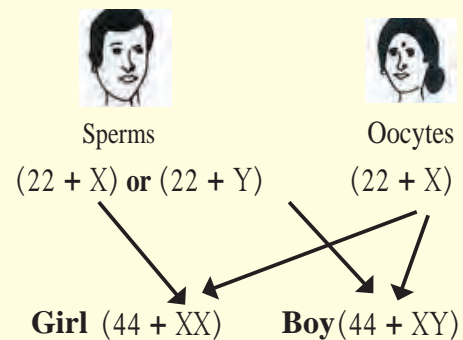 Sperms Oocytes
(22 + X) or (22 + Y) (22 + X)
Girl (44 + XX) Boy(44 + XY)